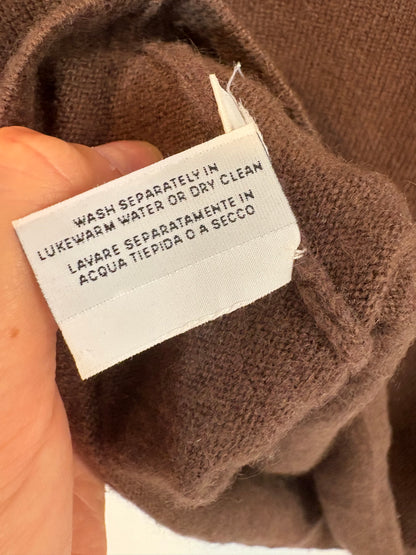 WASH SEPARATELY IN
LUKEWARM WATER OR DRY CLEAN
LAVARE SEPARATAMENTE IN
ACQUA TIEPIDA O A SECCO